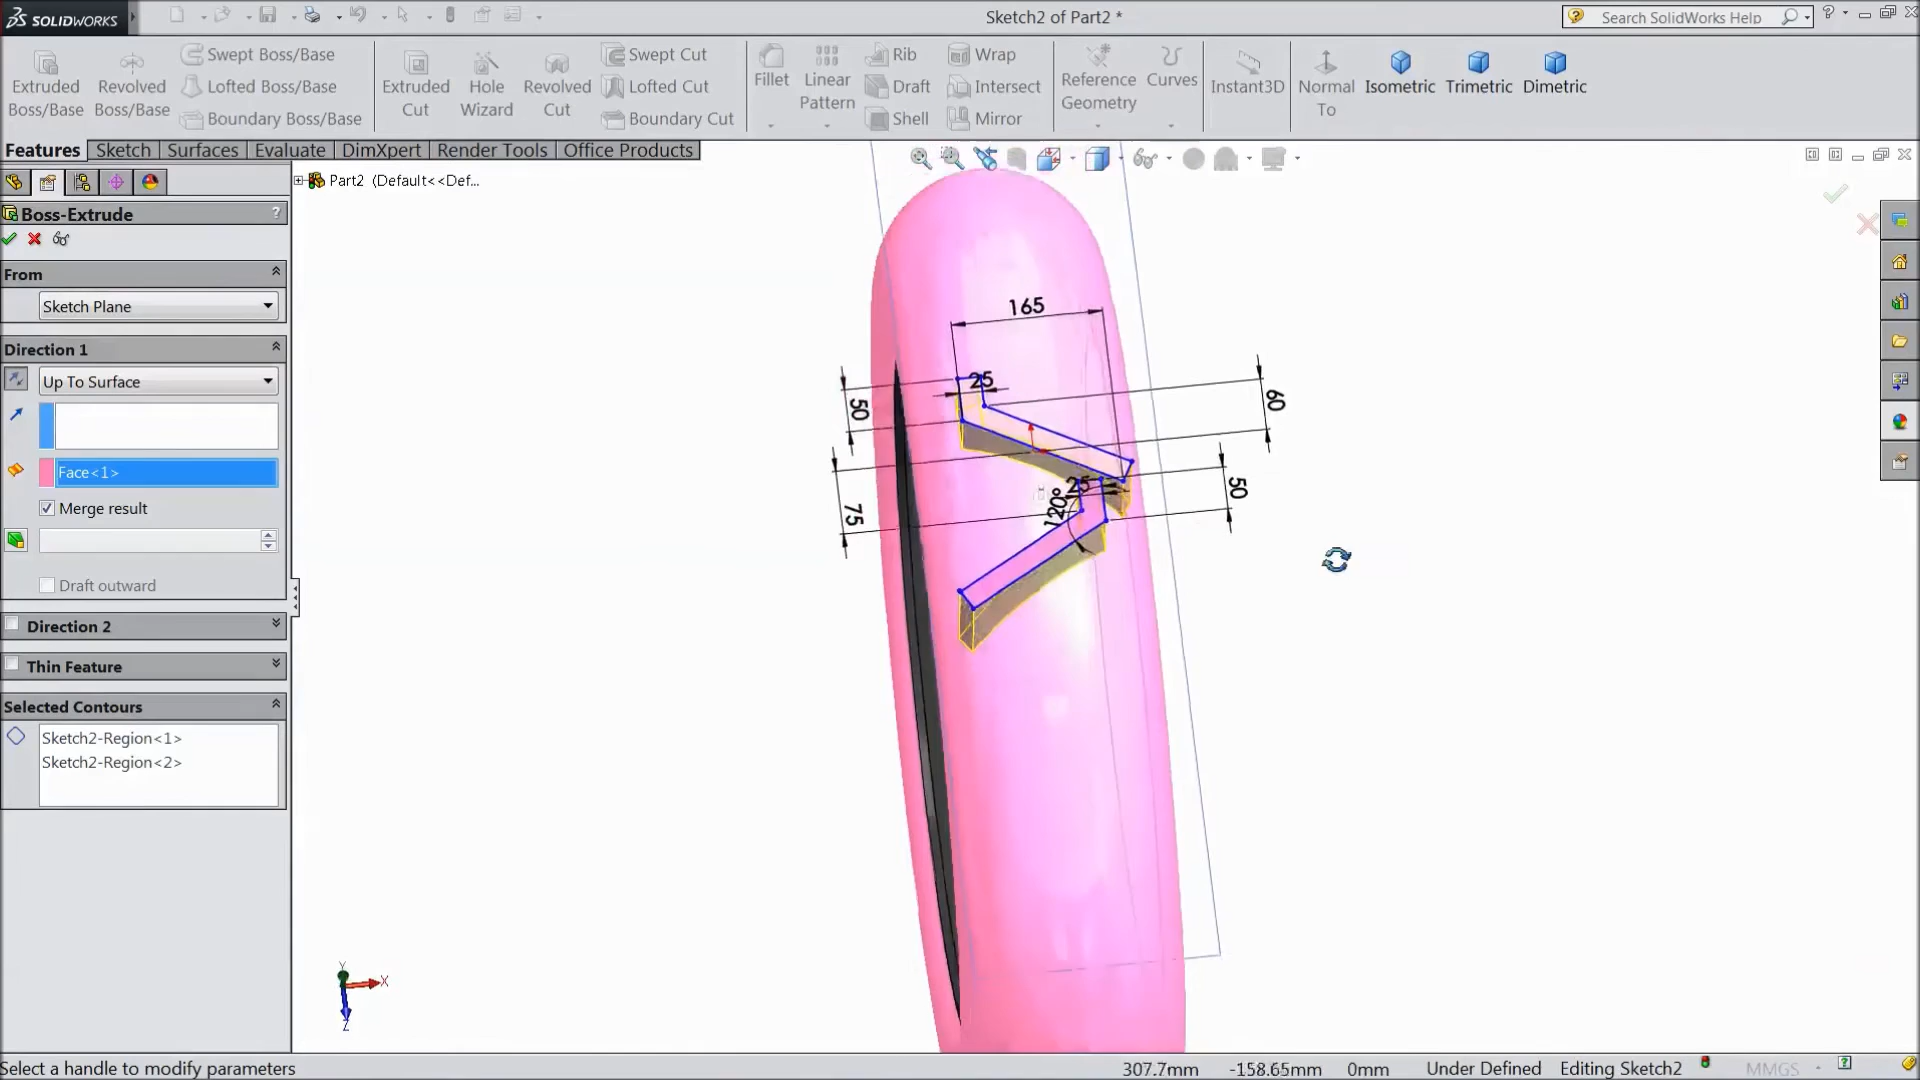 SOLIDWORKS
Sketch2 of Part2 *
Search SolidWorks Help
Extruded Boss/Base
Revolved Boss/Base
Swept Boss/Base
Lofted Boss/Base
Boundary Boss/Base
Extruded Cut
Hole Wizard
Revolved Cut
Swept Cut
Lofted Cut
Boundary Cut
Fillet
Linear Pattern
Rib
Draft
Shell
Wrap
Intersect
Mirror
Reference Geometry
Curves
Instant3D
Normal To
Isometric
Trimetric
Dimetric
Features
Sketch
Surfaces
Evaluate
DimXpert
Render Tools
Office Products
Part2 (Default<<Def...
Boss-Extrude
?
From
Sketch Plane
Direction 1
Up To Surface
Face<1>
Merge result
Draft outward
Direction 2
Thin Feature
Selected Contours
Sketch2-Region<1>
Sketch2-Region<2>
165
25
50
60
25
50
120°
75
Y
X
Z
Select a handle to modify parameters
307.7mm
-158.65mm
0mm
Under Defined
Editing Sketch2
MMGS